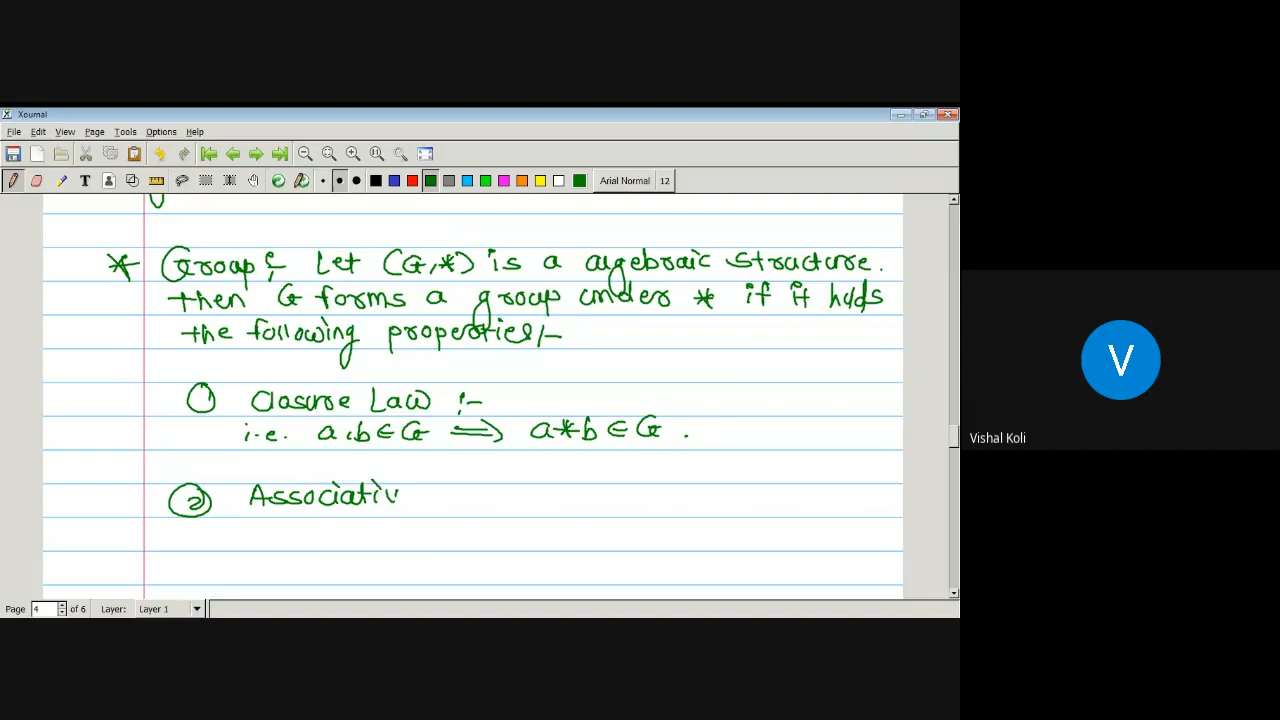 Xournal
File Edit View Page Tools Options Help
Arial Normal 12
* Group :- Let (G,*) is a algebraic structure.
then G forms a group under * if it holds
the following properties :-
① Closure Law :-
i.e. a,b ∈ G ⟹ a*b ∈ G .
② Associativ
Page 4 of 6 Layer: Layer 1
V
Vishal Koli